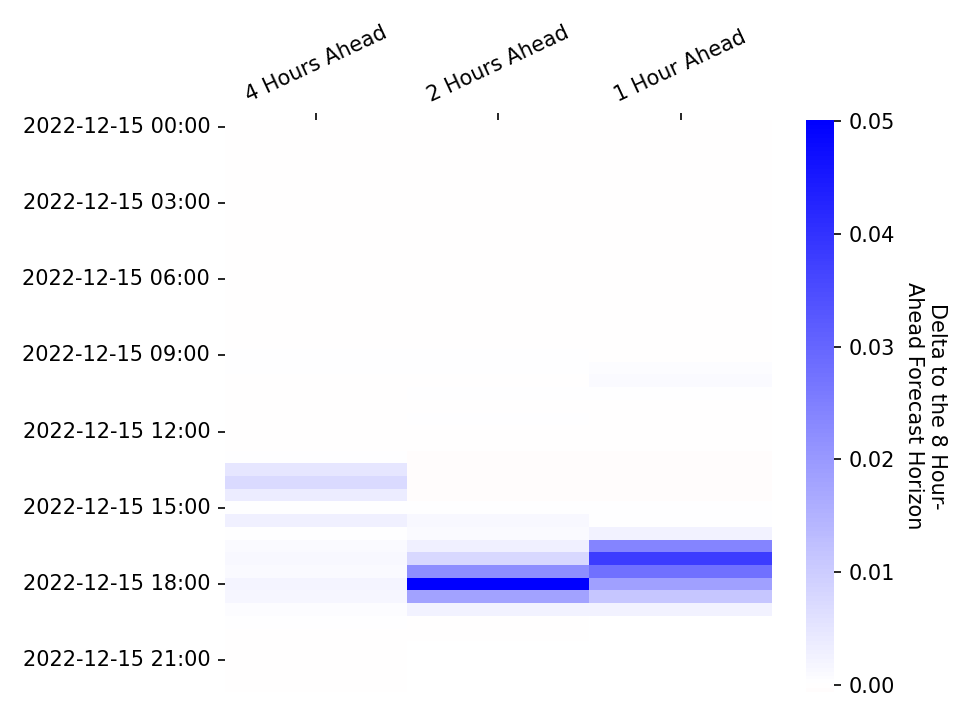 4 Hours Ahead
2 Hours Ahead
1 Hour Ahead
2022-12-15 00:00
2022-12-15 03:00
2022-12-15 06:00
2022-12-15 09:00
2022-12-15 12:00
2022-12-15 15:00
2022-12-15 18:00
2022-12-15 21:00
0.05
0.04
0.03
0.02
0.01
0.00
Delta to the 8 Hour-
Ahead Forecast Horizon